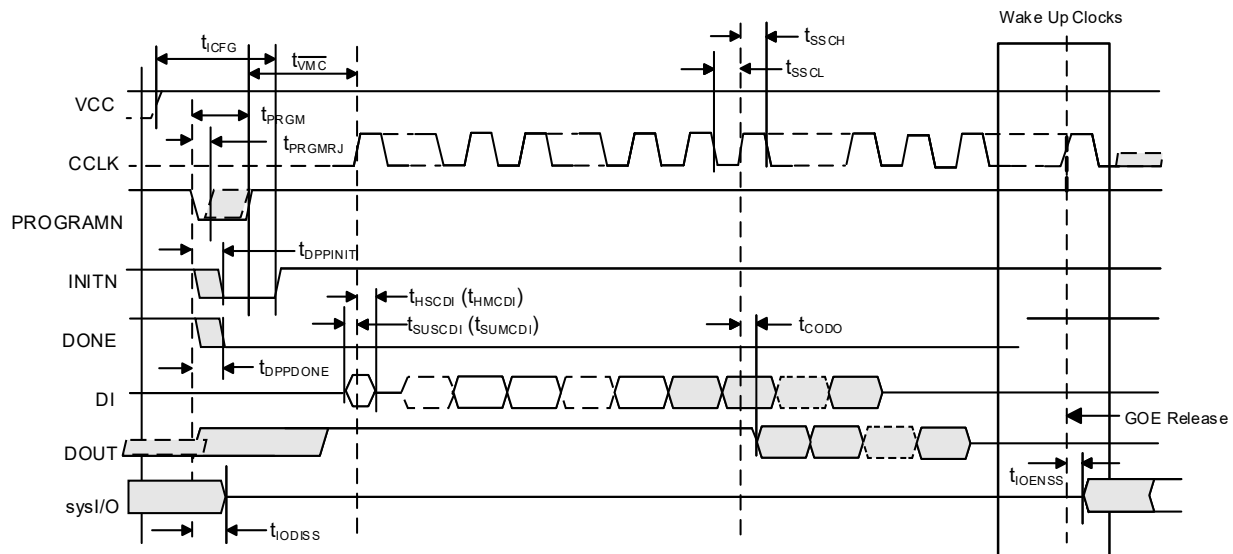 Wake Up Clocks
tICFG
tVMC
tSSCH
tSSCL
VCC
tPRGM
tPRGMRJ
CCLK
PROGRAMN
tDPPINIT
INITN
tHSCDI (tHMCDI)
tSUSCDI (tSUMCDI)
tCODO
DONE
tDPPDONE
DI
GOE Release
DOUT
tIOENSS
sysI/O
tIODISS